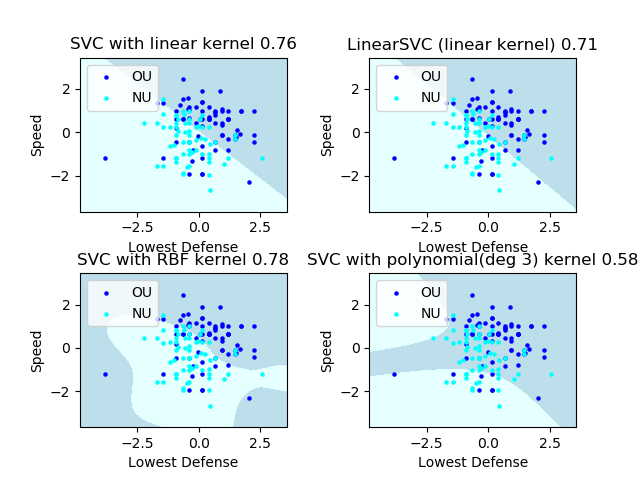 SVC with linear kernel 0.76
LinearSVC (linear kernel) 0.71
OU
NU
OU
NU
Speed
Speed
2
0
−2
2
0
−2
−2.5 0.0 2.5
−2.5 0.0 2.5
Lowest Defense
Lowest Defense
SVC with RBF kernel 0.78
SVC with polynomial(deg 3) kernel 0.58
OU
NU
OU
NU
Speed
Speed
2
0
−2
2
0
−2
−2.5 0.0 2.5
−2.5 0.0 2.5
Lowest Defense
Lowest Defense